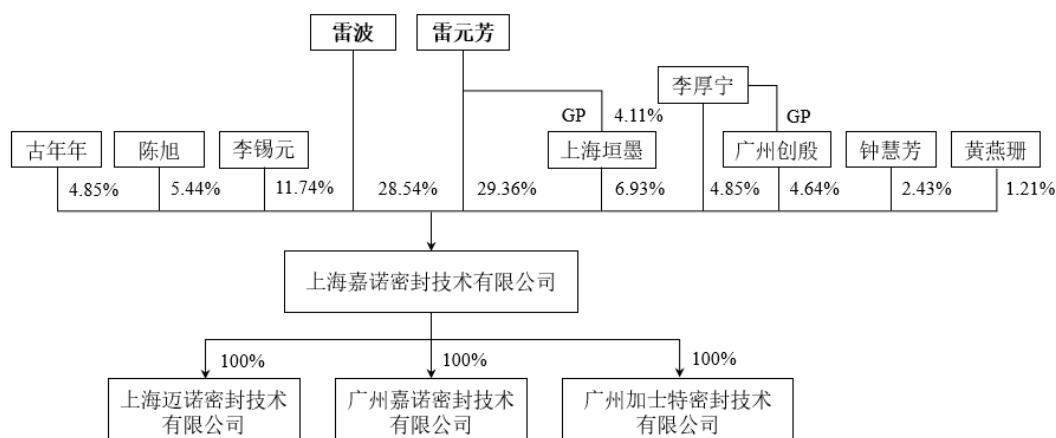 雷波
雷元芳
李厚宁
GP
4.11%
GP
古年年
陈旭
李锡元
上海垣墨
广州创殷
钟慧芳
黄燕珊
4.85%
5.44%
11.74%
28.54%
29.36%
6.93%
4.85%
4.64%
2.43%
1.21%
上海嘉诺密封技术有限公司
100%
100%
100%
上海迈诺密封技术
有限公司
广州嘉诺密封技术
有限公司
广州加士特密封技术
有限公司